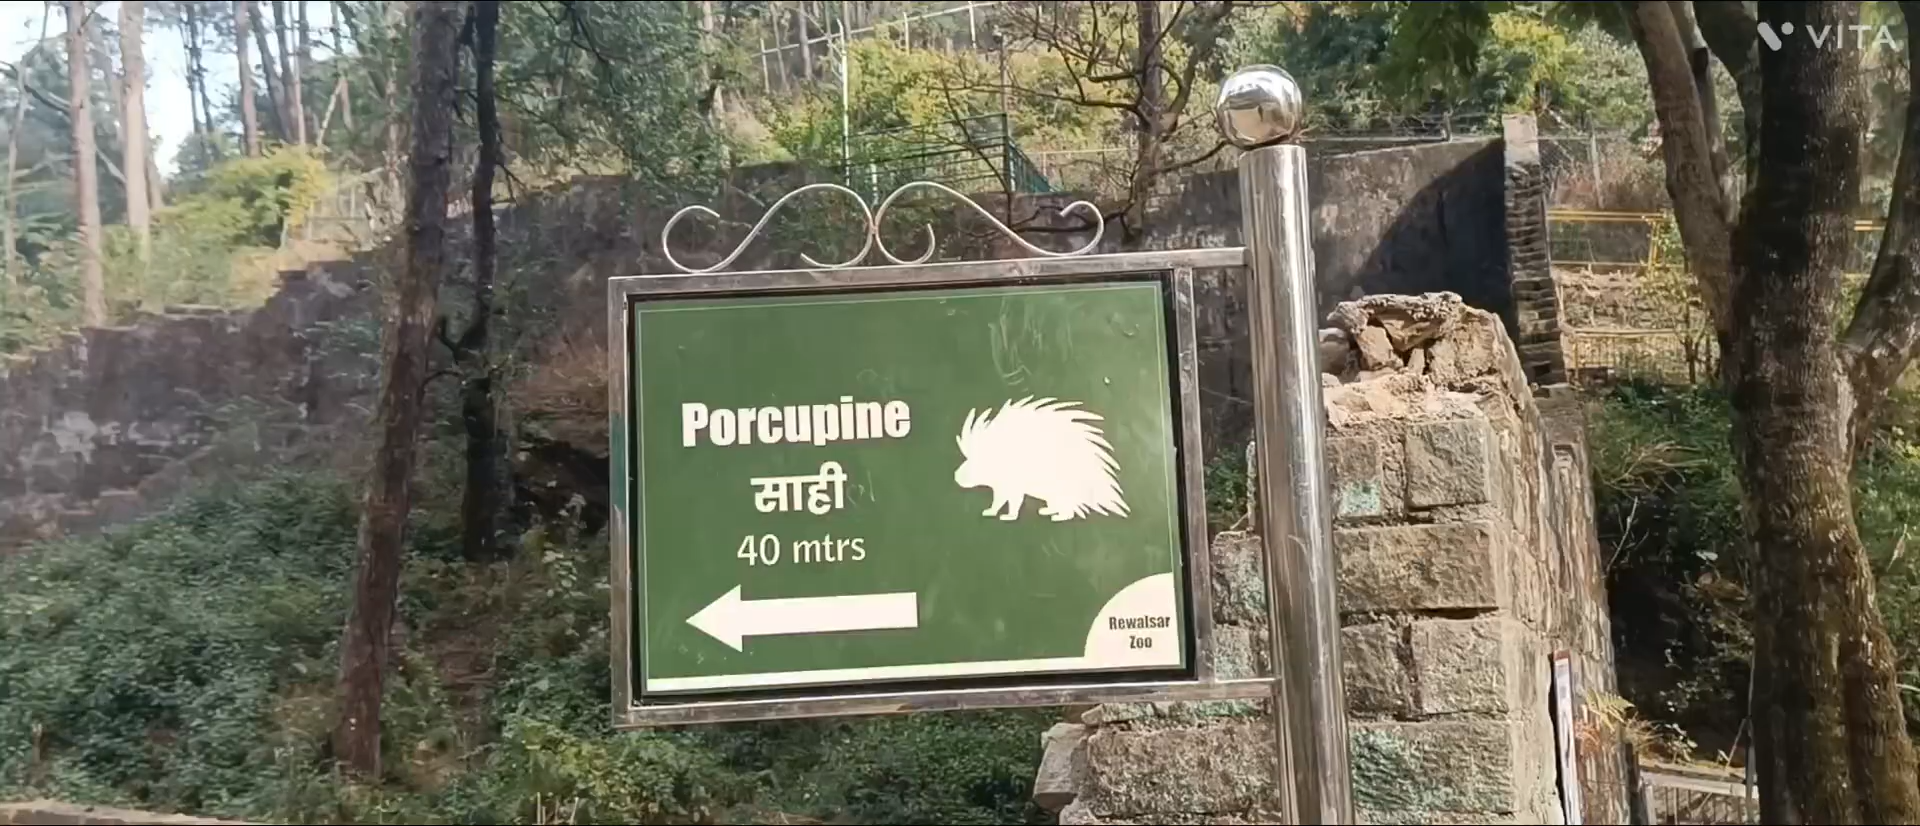 VITA
Porcupine
साही
40 mtrs
Rewalsar
Zoo